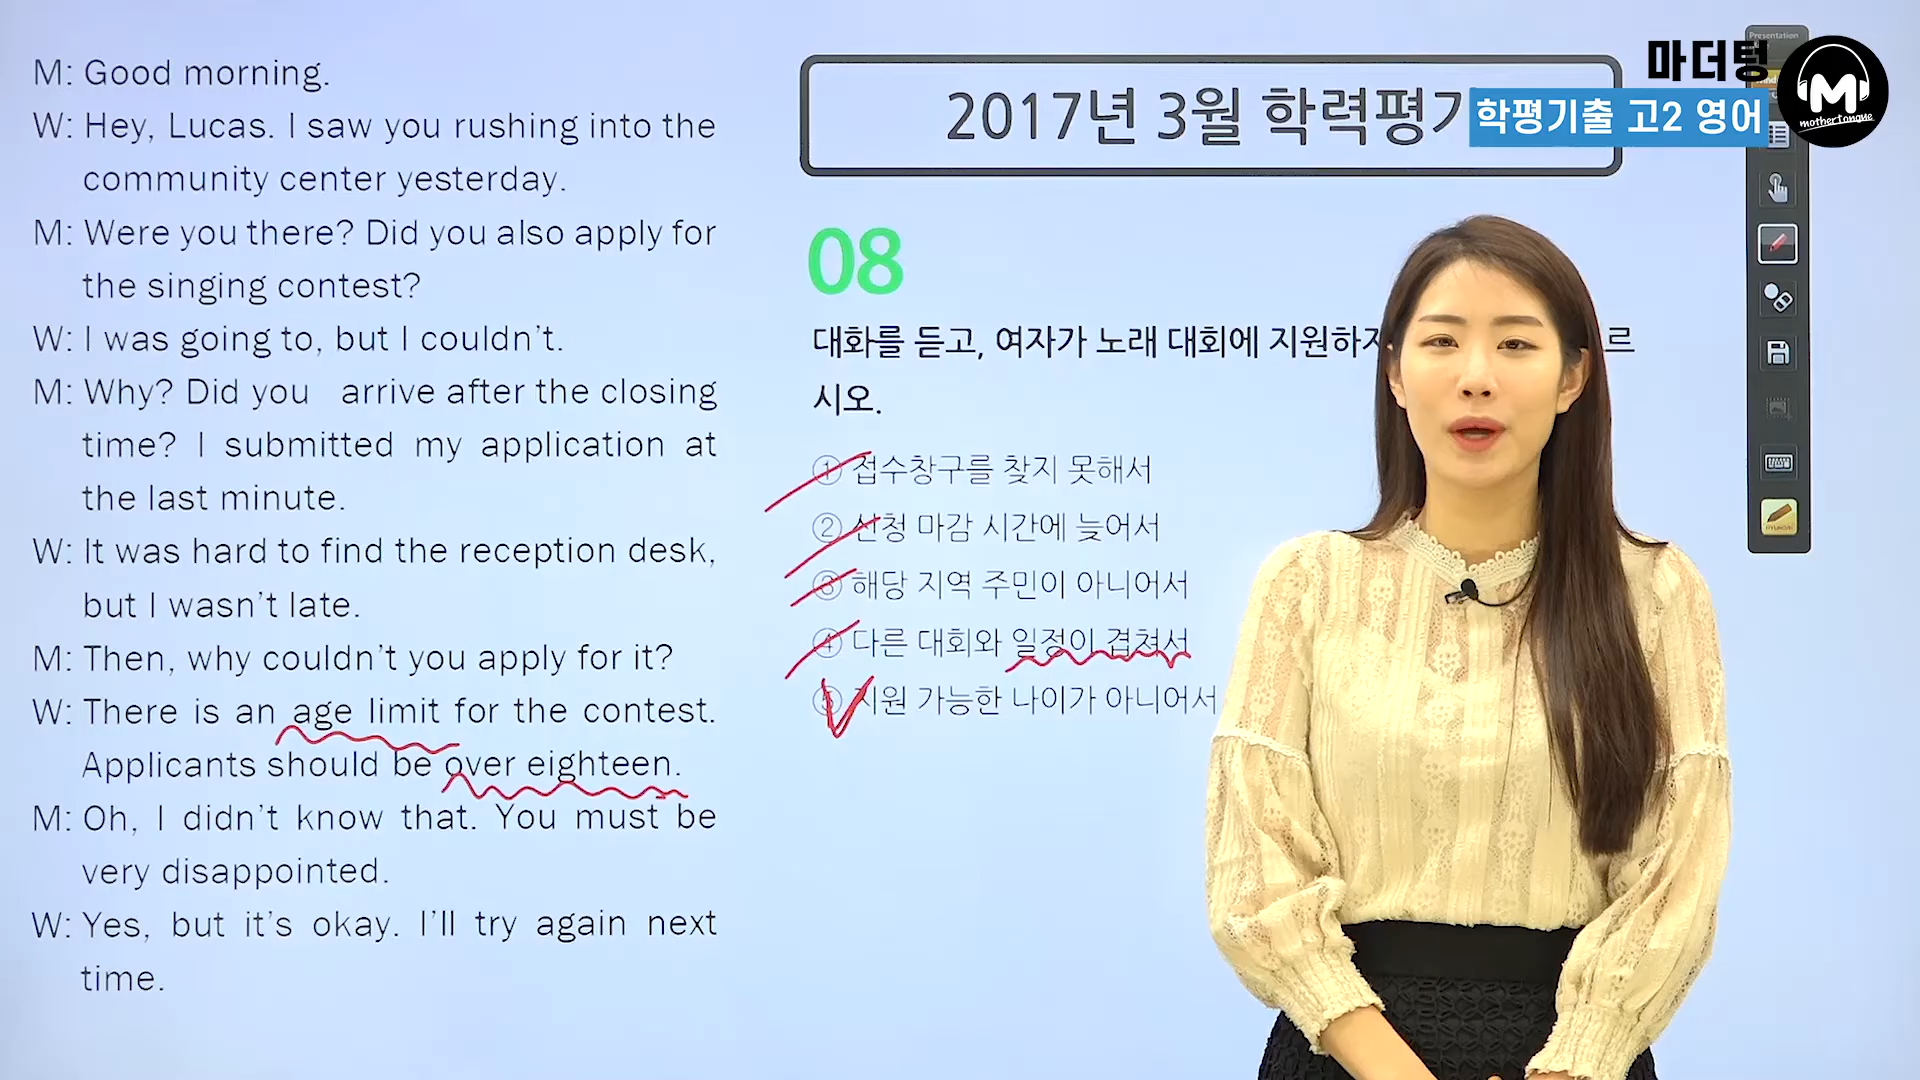 M: Good morning.
W: Hey, Lucas. I saw you rushing into the
community center yesterday.
M: Were you there? Did you also apply for
the singing contest?
W: I was going to, but I couldn't.
M: Why? Did you arrive after the closing
time? I submitted my application at
the last minute.
W: It was hard to find the reception desk,
but I wasn't late.
M: Then, why couldn't you apply for it?
W: There is an age limit for the contest.
Applicants should be over eighteen.
M: Oh, I didn't know that. You must be
very disappointed.
W: Yes, but it's okay. I'll try again next
time.
2017년 3월 학력평가
08
대화를 듣고, 여자가 노래 대회에 지원하지 르
시오.
① 접수창구를 찾지 못해서
② 신청 마감 시간에 늦어서
③ 해당 지역 주민이 아니어서
④ 다른 대회와 일정이 겹쳐서
⑤ 지원 가능한 나이가 아니어서
Presentation
마더텅
학평기출 고2 영어
M
mothertongue